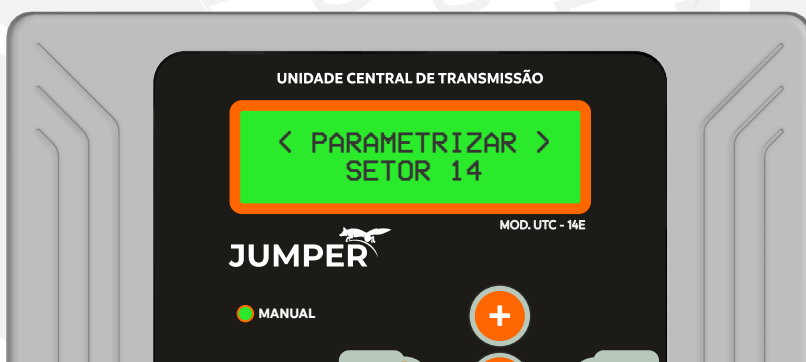 UNIDADE CENTRAL DE TRANSMISSÃO
< PARAMETRIZAR >
SETOR 14
MOD. UTC - 14E
JUMPER
MANUAL
+